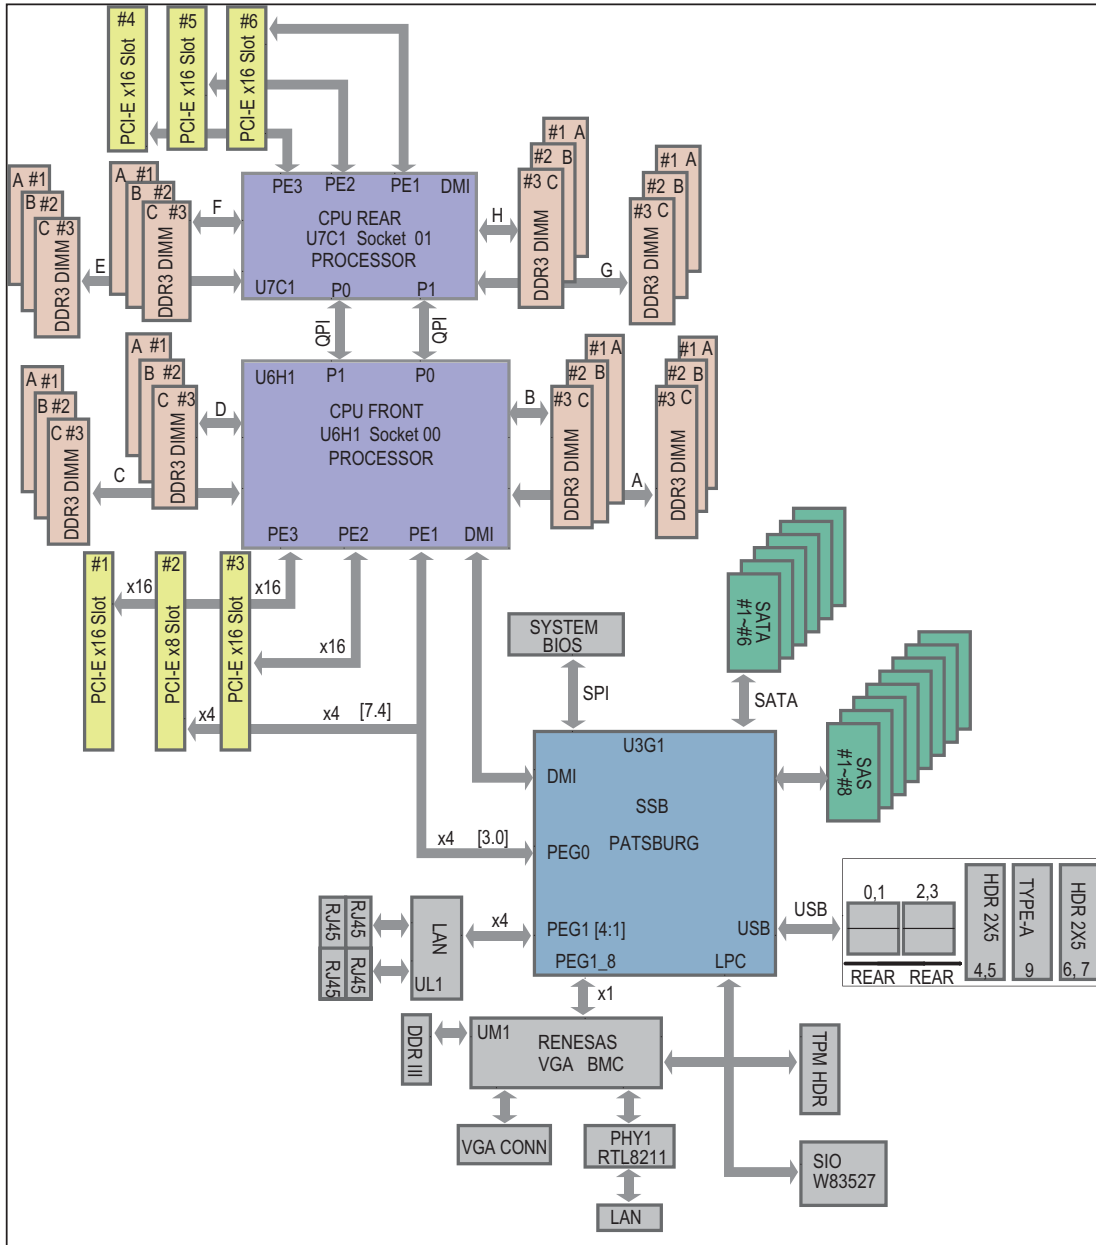 #4
PCI-E x16 Slot
#5
PCI-E x16 Slot
#6
PCI-E x16 Slot
PE3
PE2
PE1
DMI
CPU REAR
U7C1 Socket 01
PROCESSOR
U7C1
P0
P1
A #1
B #2
C #3
DDR3 DIMM
E
A #1
B #2
C #3
DDR3 DIMM
F
H
#1 A
#2 B
#3 C
DDR3 DIMM
G
#1 A
#2 B
#3 C
DDR3 DIMM
QPI
QPI
U6H1
P1
P0
CPU FRONT
U6H1 Socket 00
PROCESSOR
PE3
PE2
PE1
DMI
A #1
B #2
C #3
DDR3 DIMM
C
A #1
B #2
C #3
DDR3 DIMM
D
B
#1 A
#2 B
#3 C
DDR3 DIMM
A
#1 A
#2 B
#3 C
DDR3 DIMM
#1
PCI-E x16 Slot
#2
PCI-E x8 Slot
#3
PCI-E x16 Slot
x16
x16
x16
x4
x4
[7.4]
SYSTEM
BIOS
SPI
SATA
#1~#6
SATA
SAS
#1~#8
U3G1
DMI
SSB
PATSBURG
x4
[3.0]
PEG0
PEG1 [4:1]
PEG1_8
LPC
USB
USB
0,1
2,3
REAR
REAR
HDR 2X5
4,5
TYPE-A
9
HDR 2X5
6, 7
RJ45
RJ45
RJ45
RJ45
LAN
UL1
x4
x1
DDR III
UM1
RENESAS
VGA BMC
TPM HDR
VGA CONN
PHY1
RTL8211
LAN
SIO
W83527